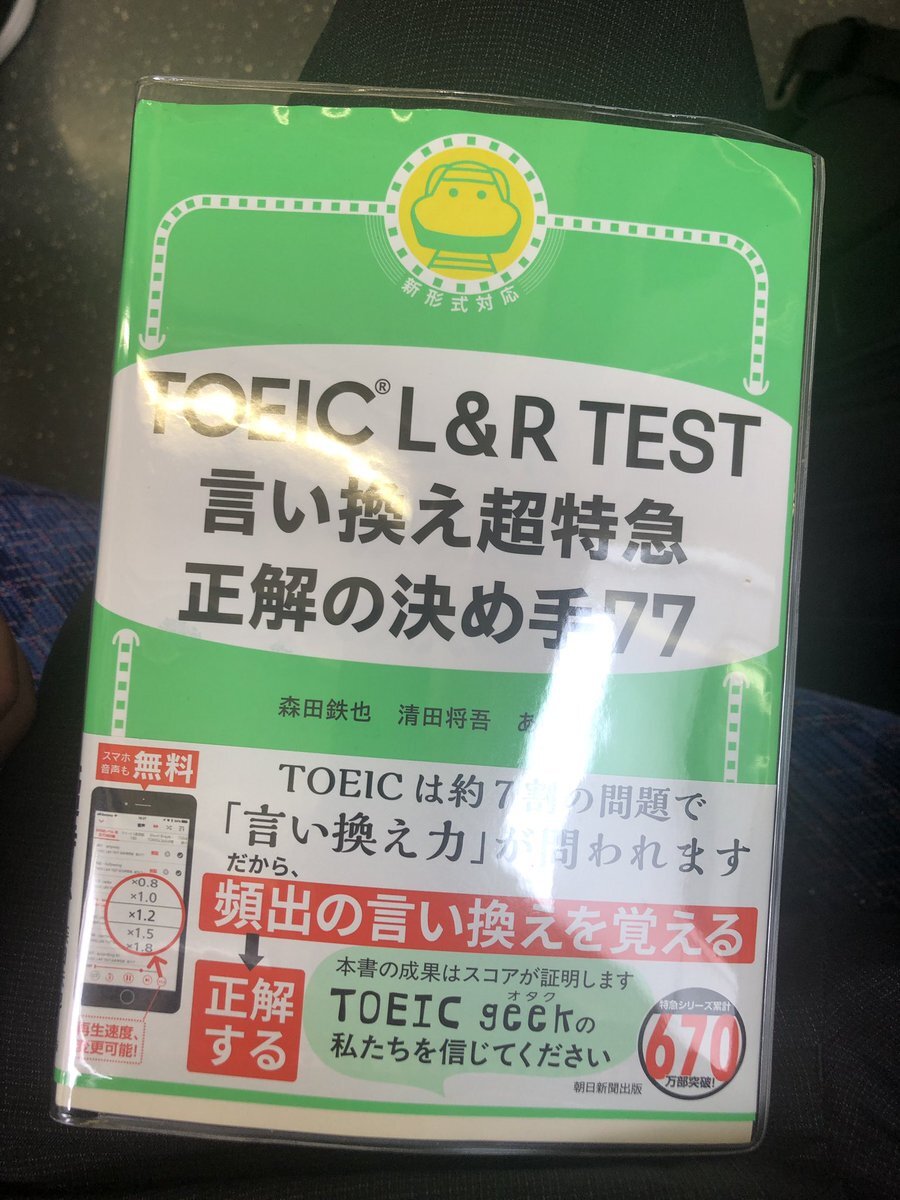 新形式対応
TOEIC® L&R TEST
言い換え超特急
正解の決め手77
森田鉄也 清田将吾 あ
スマホ
音声も
無料
TOEICは約7割の問題で
「言い換え力」が問われます
だから、
頻出の言い換えを覚える
×0.8
×1.0
×1.2
×1.5
×1.8
再生速度、
変更可能!
正解
する
本書の成果はスコアが証明します
オタク
TOEIC geekの
私たちを信じてください
特急シリーズ累計
670
万部突破!
朝日新聞出版